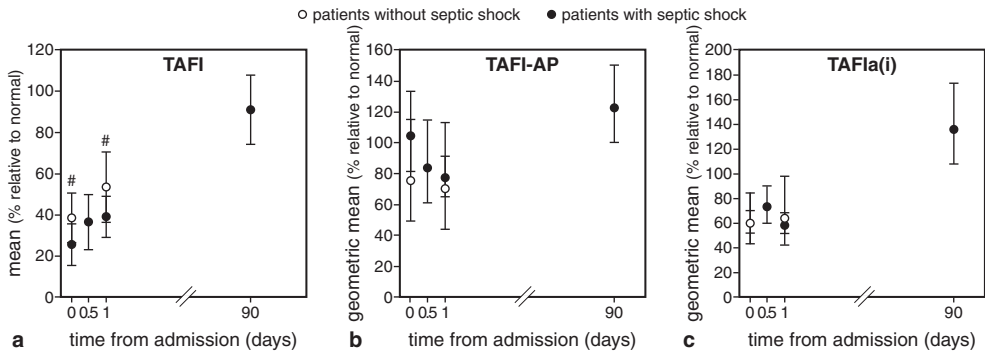 ○ patients without septic shock ● patients with septic shock
TAFI
mean (% relative to normal)
120
100
80
60
40
20
0
# #
0 0.5 1 90
a time from admission (days)
TAFI-AP
geometric mean (% relative to normal)
160
140
120
100
80
60
40
20
0
0 0.5 1 90
b time from admission (days)
TAFIa(i)
geometric mean (% relative to normal)
200
180
160
140
120
100
80
60
40
20
0
0 0.5 1 90
c time from admission (days)